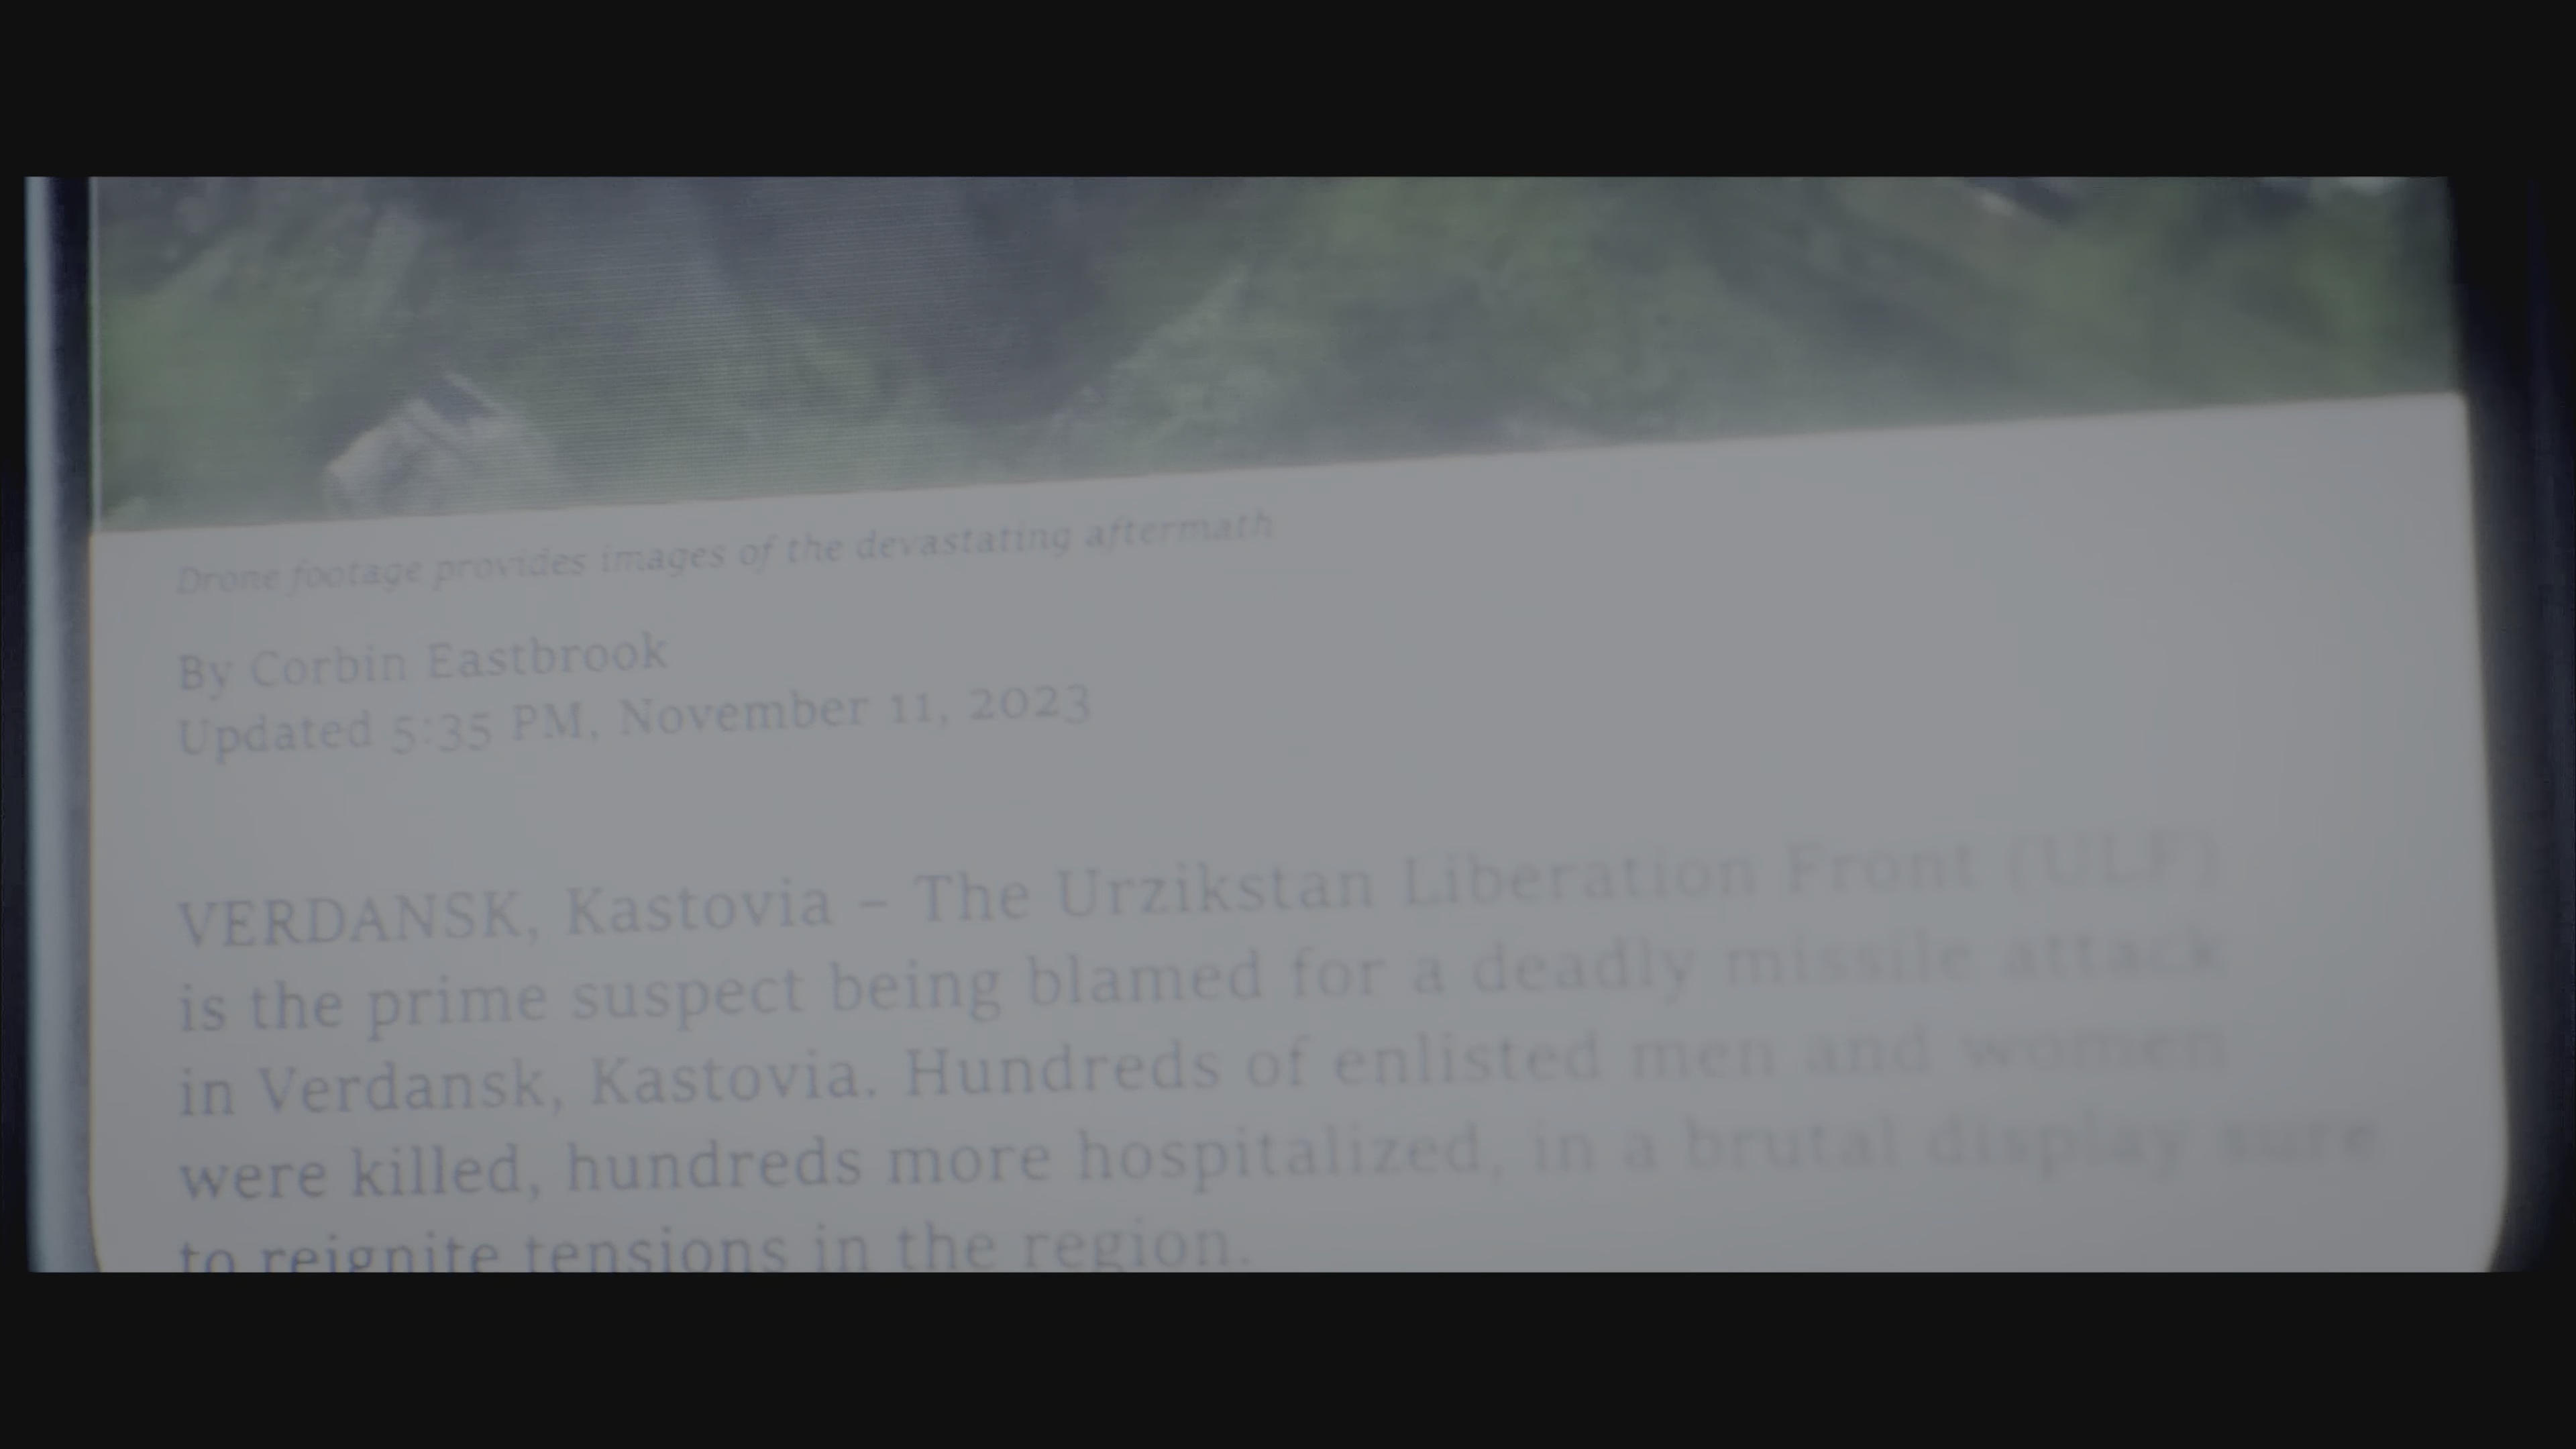 Drone footage provides images of the devastating aftermath
By Corbin Eastbrook
Updated 5:35 PM, November 11, 2023
VERDANSK, Kastovia – The Urzikstan Liberation Front (ULF)
is the prime suspect being blamed for a deadly missile attack
in Verdansk, Kastovia. Hundreds of enlisted men and women
were killed, hundreds more hospitalized, in a brutal display sure
to reignite tensions in the region.